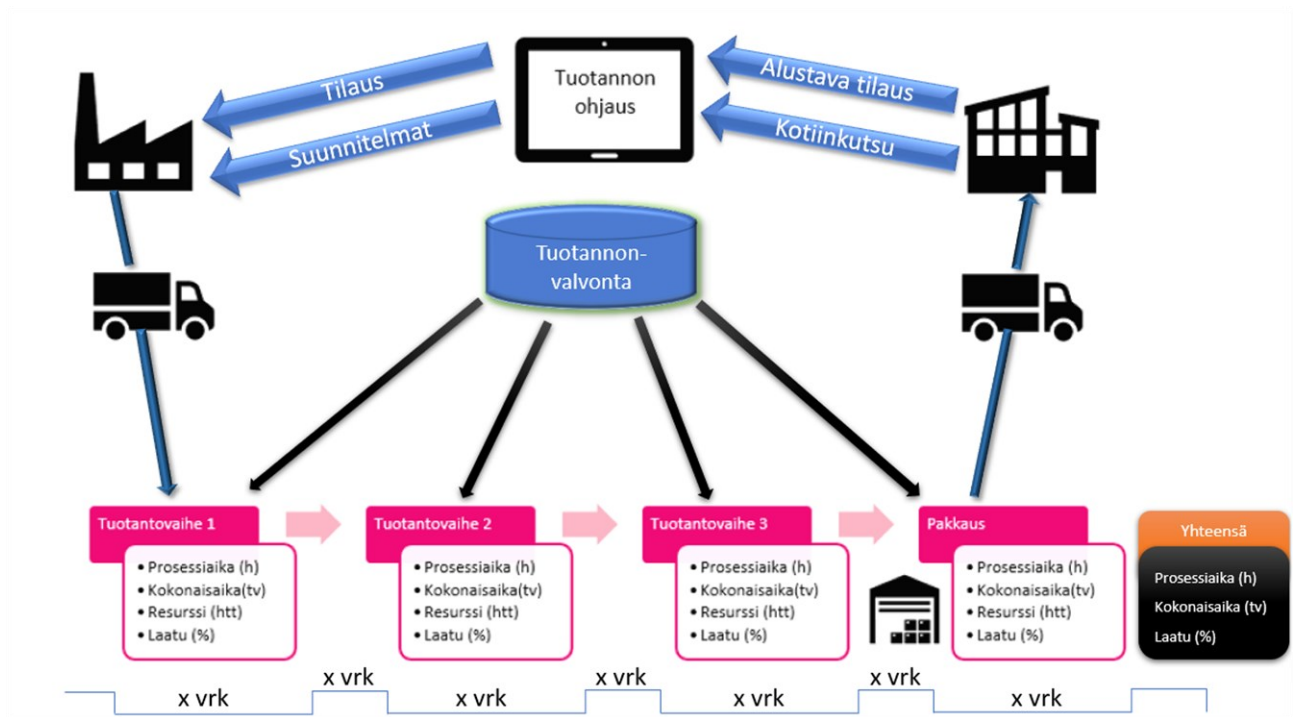 Tilaus
Suunnitelmat
Tuotannon
ohjaus
Alustava tilaus
Kotiinkutsu
Tuotannon-
valvonta
Tuotantovaihe 1
• Prosessiaika (h)
• Kokonaisaika(tv)
• Resurssi (htt)
• Laatu (%)
Tuotantovaihe 2
• Prosessiaika (h)
• Kokonaisaika(tv)
• Resurssi (htt)
• Laatu (%)
Tuotantovaihe 3
• Prosessiaika (h)
• Kokonaisaika(tv)
• Resurssi (htt)
• Laatu (%)
Pakkaus
• Prosessiaika (h)
• Kokonaisaika(tv)
• Resurssi (htt)
• Laatu (%)
Yhteensä
Prosessiaika (h)
Kokonaisaika (tv)
Laatu (%)
x vrk
x vrk
x vrk
x vrk
x vrk
x vrk
x vrk